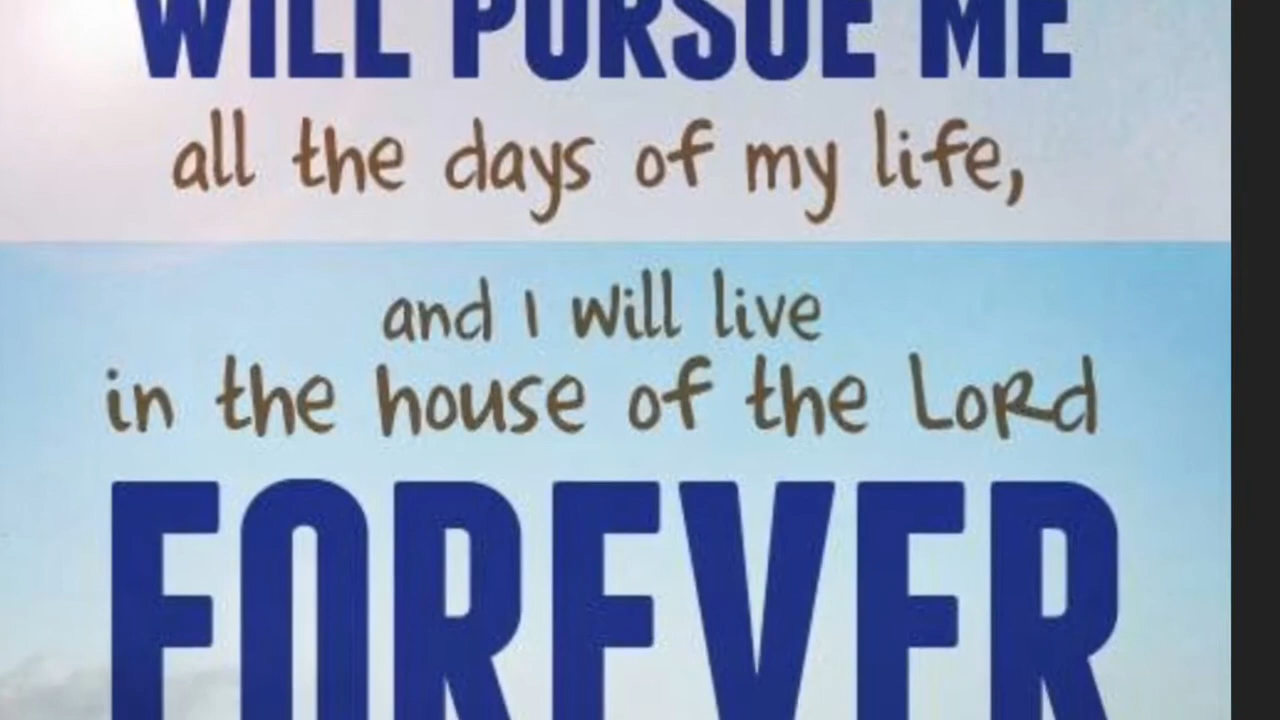 WILL PURSUE ME
all the days of my life,
and I will live
in the house of the LoRd
FOREVER